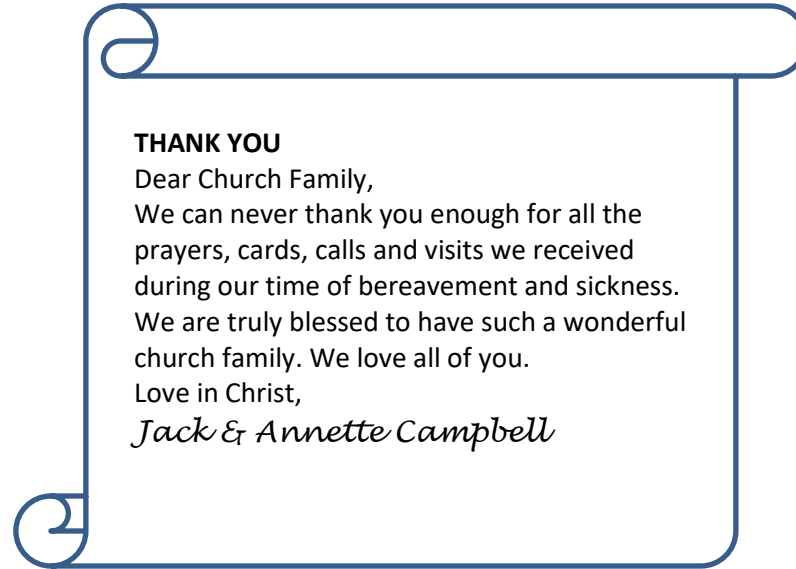 THANK YOU
Dear Church Family,
We can never thank you enough for all the
prayers, cards, calls and visits we received
during our time of bereavement and sickness.
We are truly blessed to have such a wonderful
church family. We love all of you.
Love in Christ,
Jack & Annette Campbell